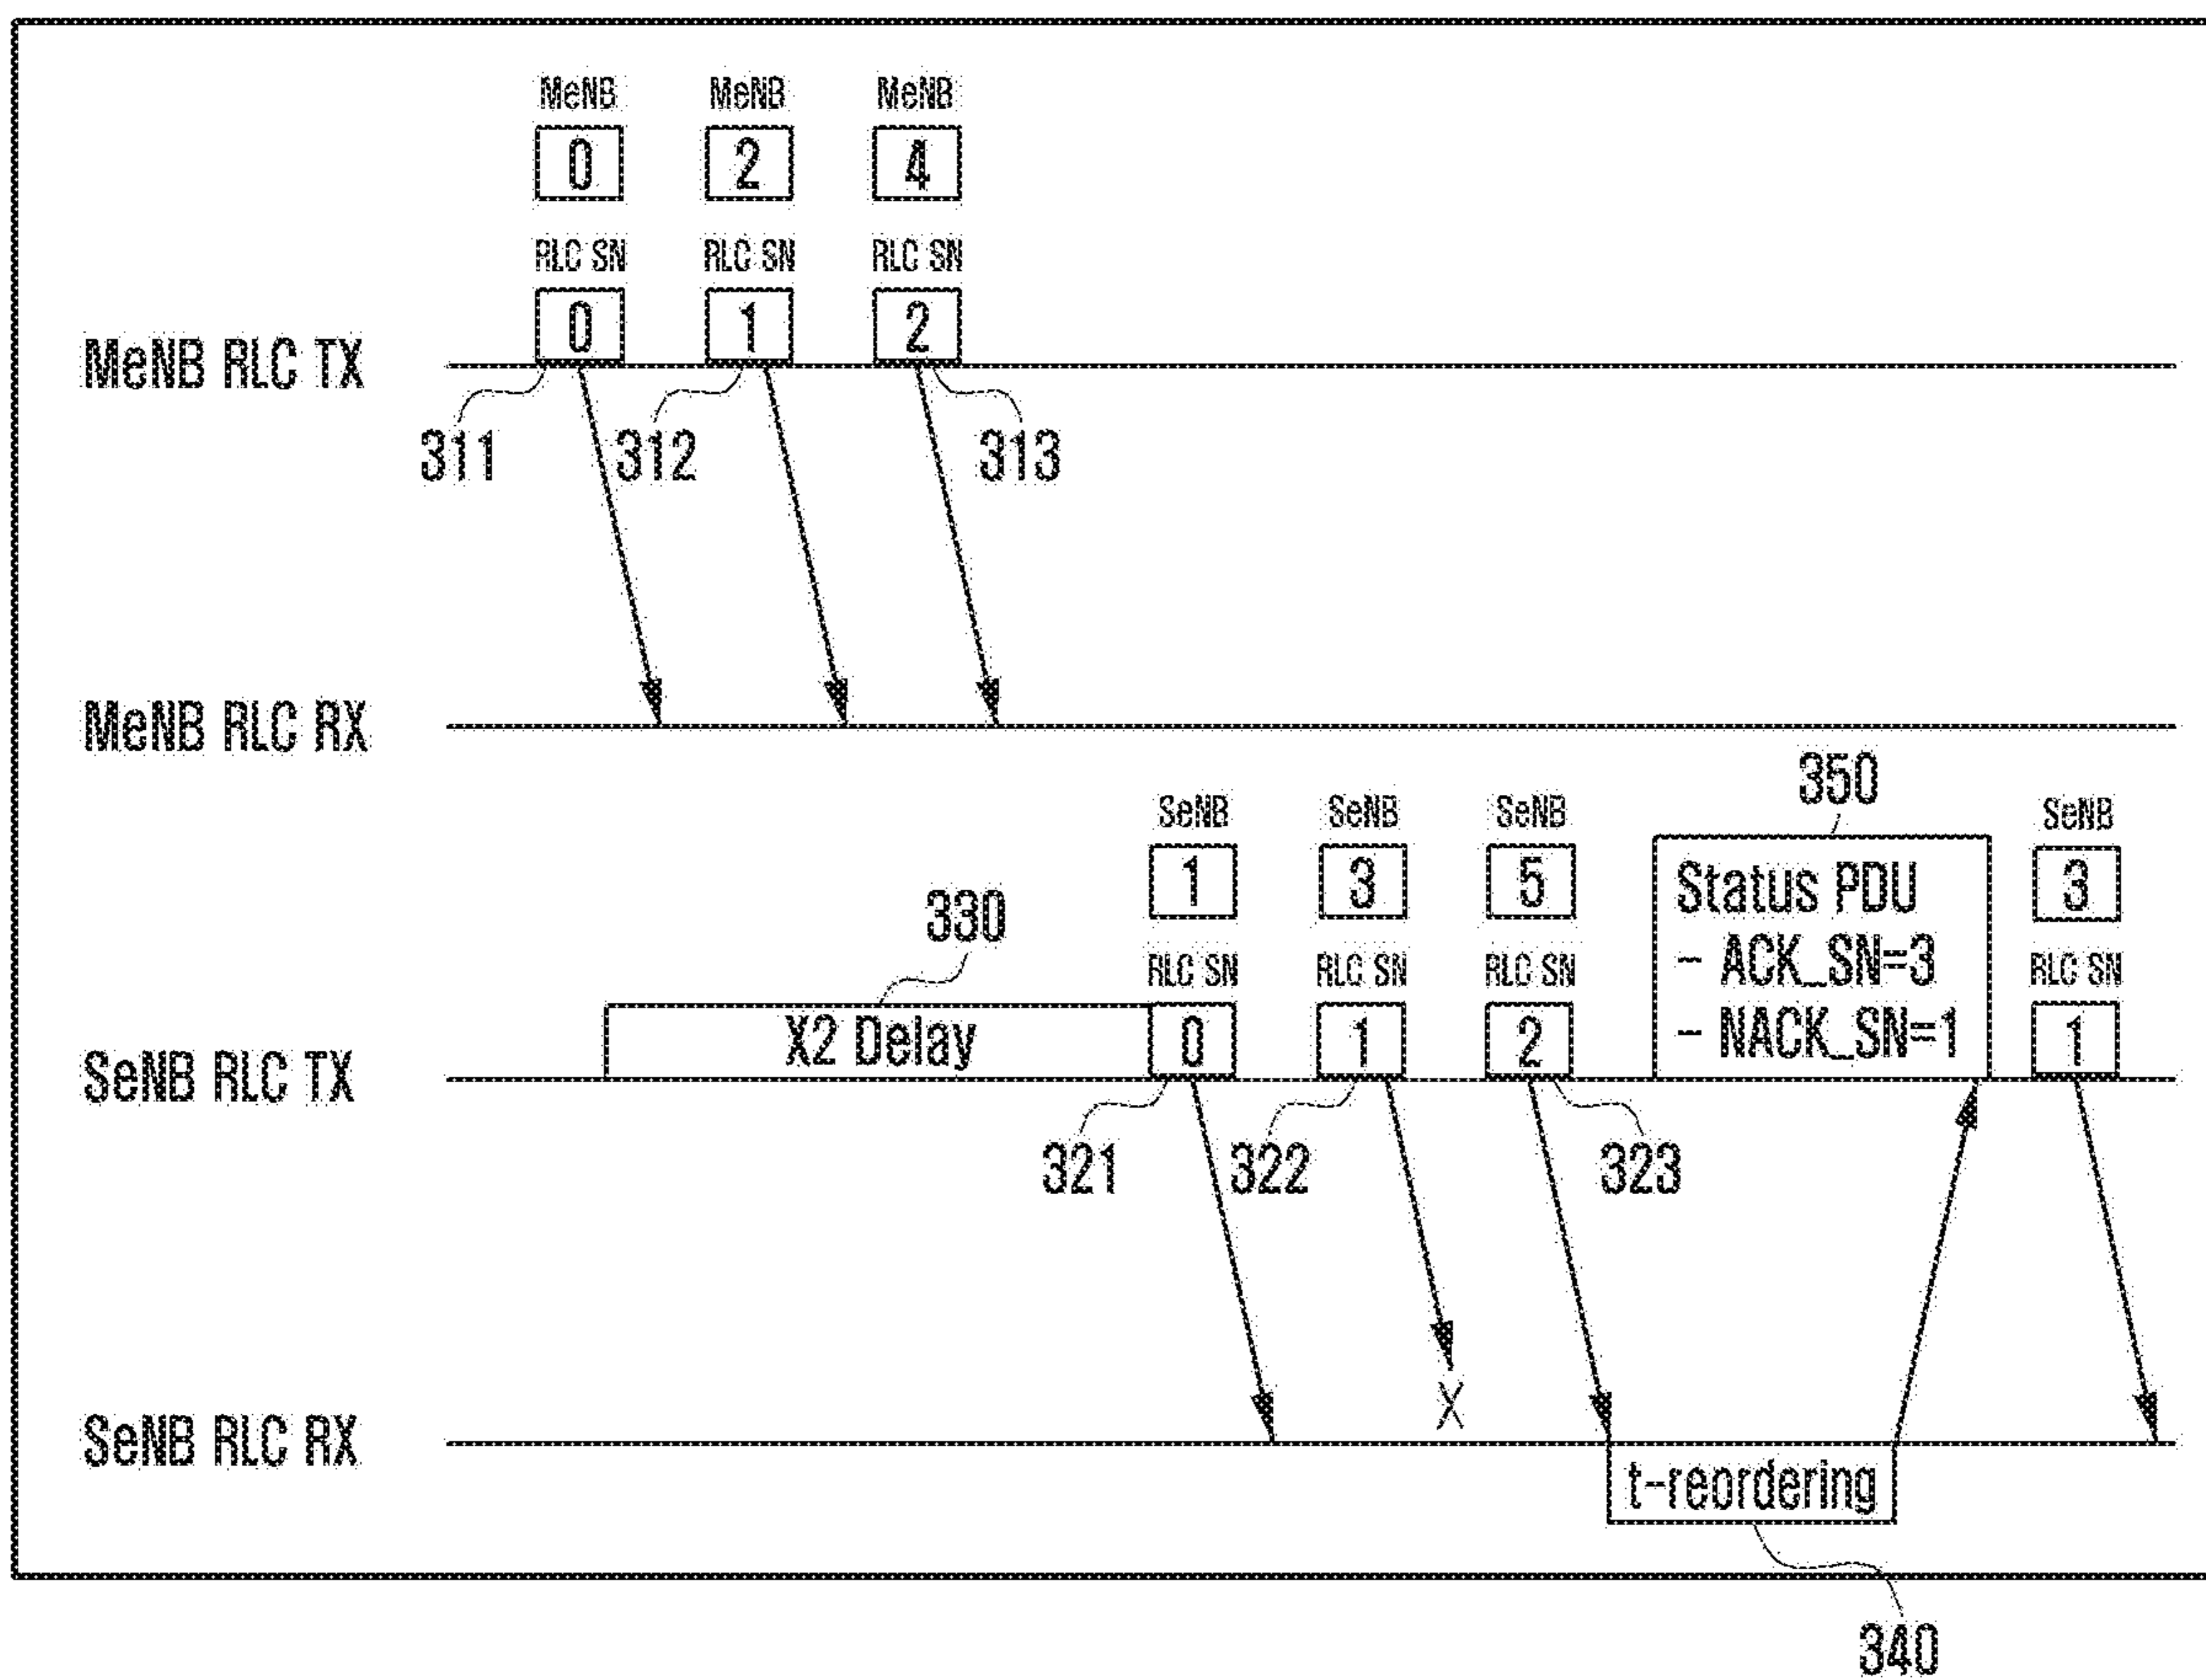 MeNB MeNB MeNB
0 2 4
RLC SN RLC SN RLC SN
0 1 2
MeNB RLC TX
311 312 313
MeNB RLC RX
350
SeNB SeNB SeNB SeNB
1 3 5 3
Status PDU
- ACK_SN=3
- NACK_SN=1
330
RLC SN RLC SN RLC SN RLC SN
X2 Delay 0 1 2 1
SeNB RLC TX
321 322 323
X
SeNB RLC RX
t-reordering
340